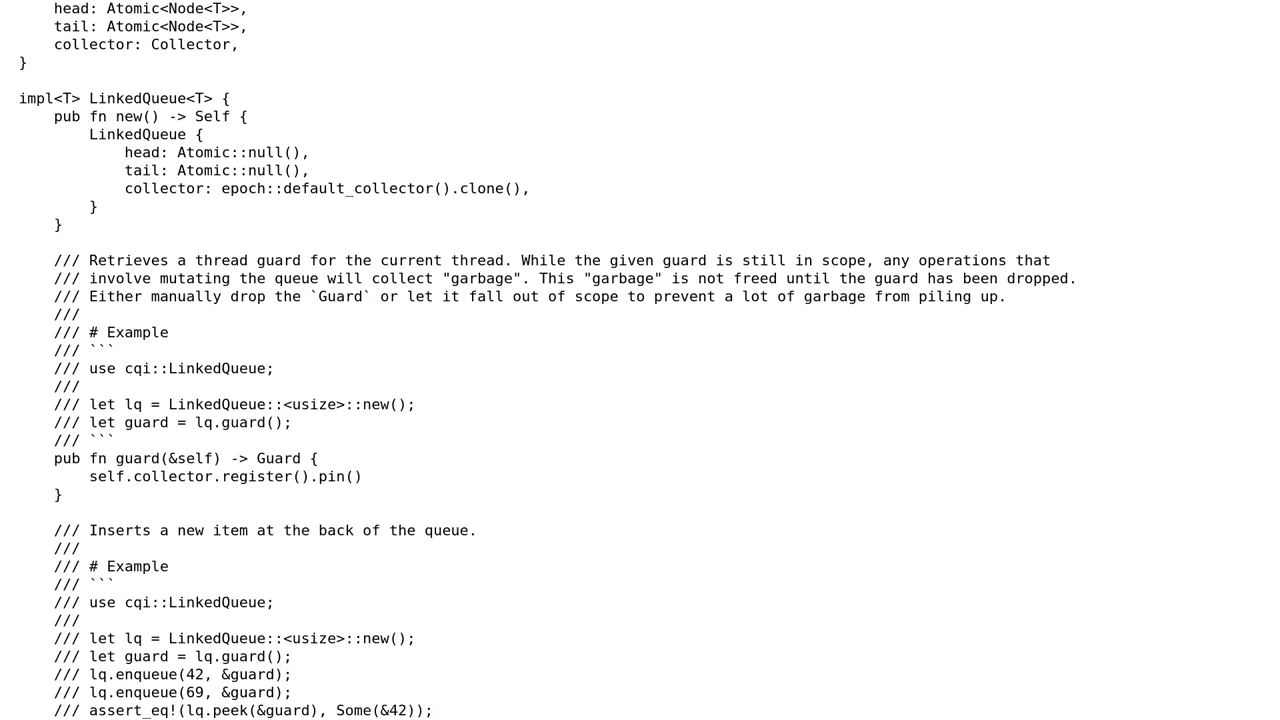 head: Atomic<Node<T>>,
    tail: Atomic<Node<T>>,
    collector: Collector,
}

impl<T> LinkedQueue<T> {
    pub fn new() -> Self {
        LinkedQueue {
            head: Atomic::null(),
            tail: Atomic::null(),
            collector: epoch::default_collector().clone(),
        }
    }

    /// Retrieves a thread guard for the current thread. While the given guard is still in scope, any operations that
    /// involve mutating the queue will collect "garbage". This "garbage" is not freed until the guard has been dropped.
    /// Either manually drop the `Guard` or let it fall out of scope to prevent a lot of garbage from piling up.
    ///
    /// # Example
    /// ```
    /// use cqi::LinkedQueue;
    ///
    /// let lq = LinkedQueue::<usize>::new();
    /// let guard = lq.guard();
    /// ```
    pub fn guard(&self) -> Guard {
        self.collector.register().pin()
    }

    /// Inserts a new item at the back of the queue.
    ///
    /// # Example
    /// ```
    /// use cqi::LinkedQueue;
    ///
    /// let lq = LinkedQueue::<usize>::new();
    /// let guard = lq.guard();
    /// lq.enqueue(42, &guard);
    /// lq.enqueue(69, &guard);
    /// assert_eq!(lq.peek(&guard), Some(&42));